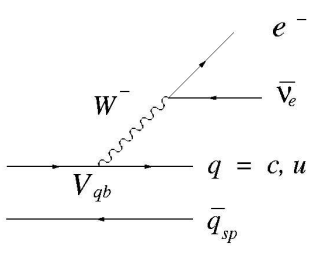 e⁻
ν̄ₑ
W⁻
q = c, u
V_qb
q̄_sp